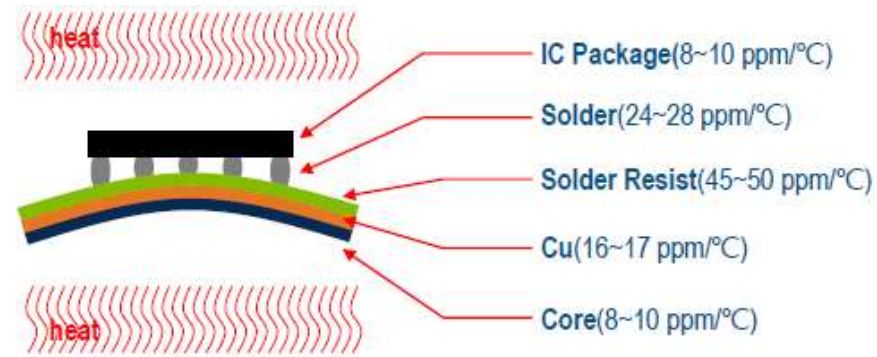 heat
IC Package(8~10 ppm/℃)
Solder(24~28 ppm/℃)
Solder Resist(45~50 ppm/℃)
Cu(16~17 ppm/℃)
Core(8~10 ppm/℃)
heat